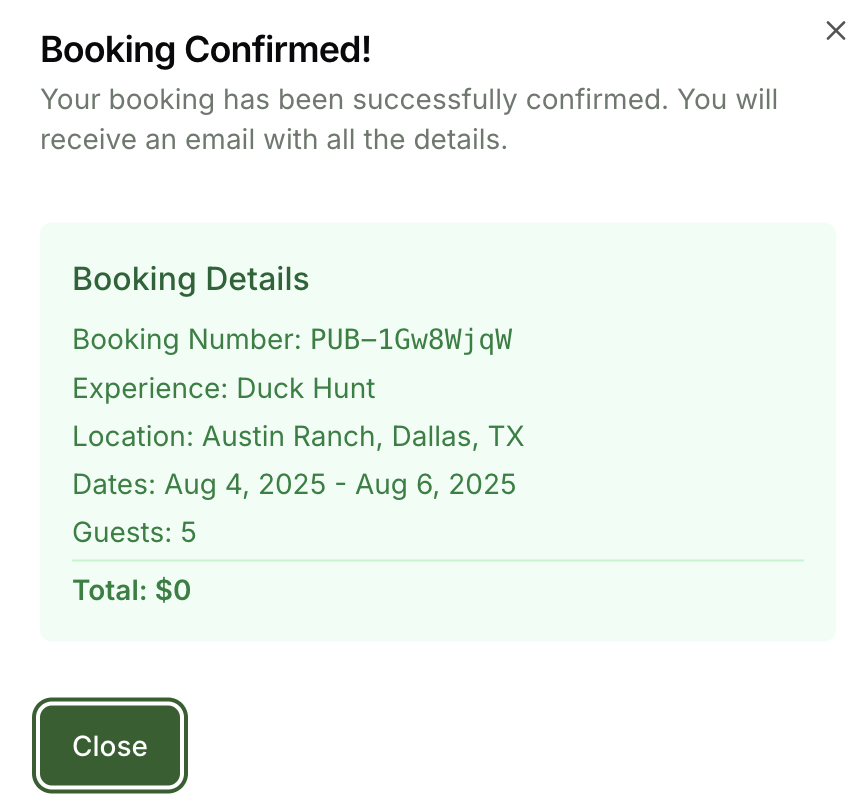 Booking Confirmed!
Your booking has been successfully confirmed. You will
receive an email with all the details.
Booking Details
Booking Number: PUB–1Gw8WjqW
Experience: Duck Hunt
Location: Austin Ranch, Dallas, TX
Dates: Aug 4, 2025 - Aug 6, 2025
Guests: 5
Total: $0
Close